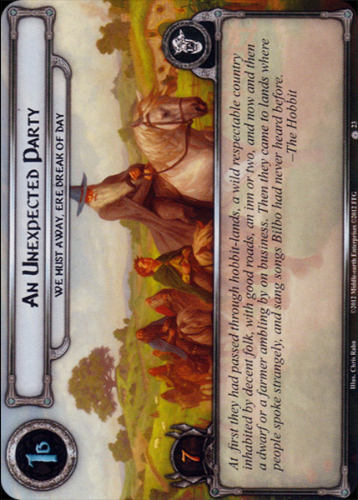 1B
AN UNEXPECTED PARTY
WE MUST AWAY, ERE BREAK OF DAY
7
At first they had passed through hobbit-lands, a wild respectable country
inhabited by decent folk, with good roads, an inn or two, and now and then
a dwarf or a farmer ambling by on business. Then they came to lands where
people spoke strangely, and sang songs Bilbo had never heard before.
–The Hobbit
Illus. Chris Rahn
©2012 Middle-earth Enterprises ©2012 FFG
23